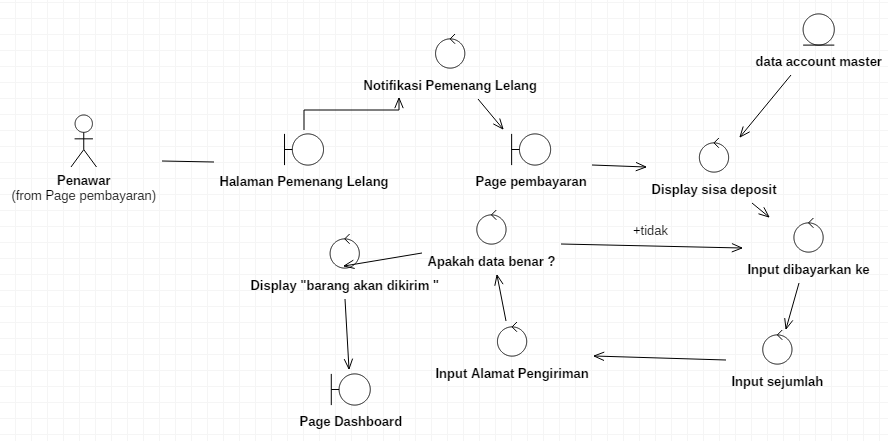 data account master
Notifikasi Pemenang Lelang
Penawar
(from Page pembayaran)
Halaman Pemenang Lelang
Page pembayaran
Display sisa deposit
+tidak
Apakah data benar ?
Input dibayarkan ke
Display "barang akan dikirim "
Input Alamat Pengiriman
Input sejumlah
Page Dashboard